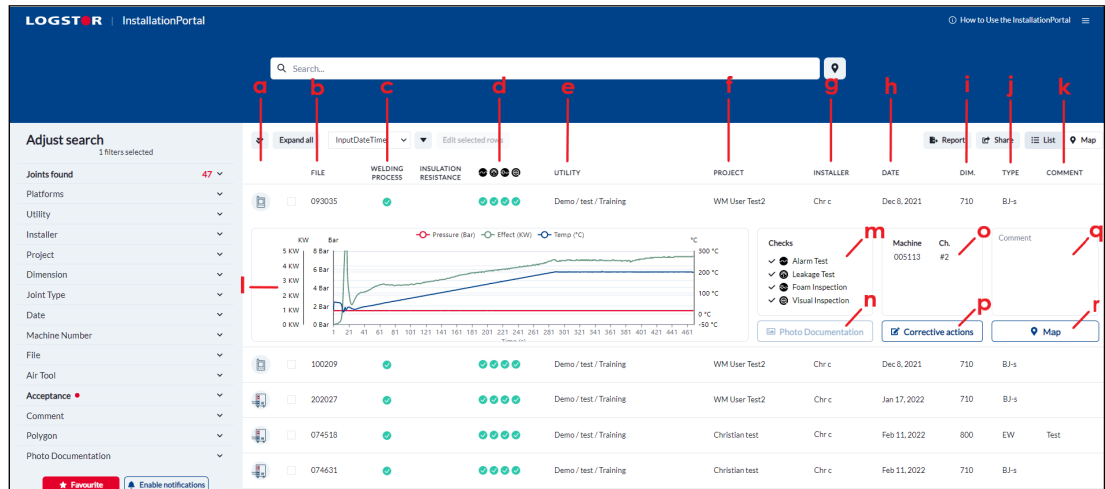 LOGSTOR | InstallationPortal
How to Use the InstallationPortal
Search...
a b c d e f g h i j k
Adjust search
1 filters selected
Expand all InputDateTime Edit selected rows
Report Share List Map
Joints found 47
Platforms
Utility
Installer
Project
Dimension
Joint Type
Date
Machine Number
File
Air Tool
Acceptance
Comment
Polygon
Photo Documentation
Favourite Enable notifications
FILE WELDING PROCESS INSULATION RESISTANCE UTILITY PROJECT INSTALLER DATE DIM. TYPE COMMENT
093035 Demo / test / Training WM User Test2 Chr c Dec 8, 2021 710 BJ-s
KW Bar Pressure (Bar) Effect (KW) Temp (°C) °C
5 KW 8 Bar 300 °C
4 KW 6 Bar 200 °C
3 KW 4 Bar 100 °C
2 KW 2 Bar 0 °C
1 KW
0 KW 0 Bar -50 °C
1 21 41 61 81 101 121 141 161 181 201 221 241 261 281 301 321 341 361 381 401 421 441 461
Time (s)
l
Checks
Alarm Test
Leakage Test
Foam Inspection
Visual Inspection
m
Machine Ch.
005113 #2
o
Comment
q
n p r
Photo Documentation Corrective actions Map
100209 Demo / test / Training WM User Test2 Chr c Dec 8, 2021 710 BJ-s
202027 Demo / test / Training WM User Test2 Chr c Jan 17, 2022 710 BJ-s
074518 Demo / test / Training Christian test Chr c Feb 11, 2022 800 EW Test
074631 Demo / test / Training Christian test Chr c Feb 11, 2022 710 BJ-s